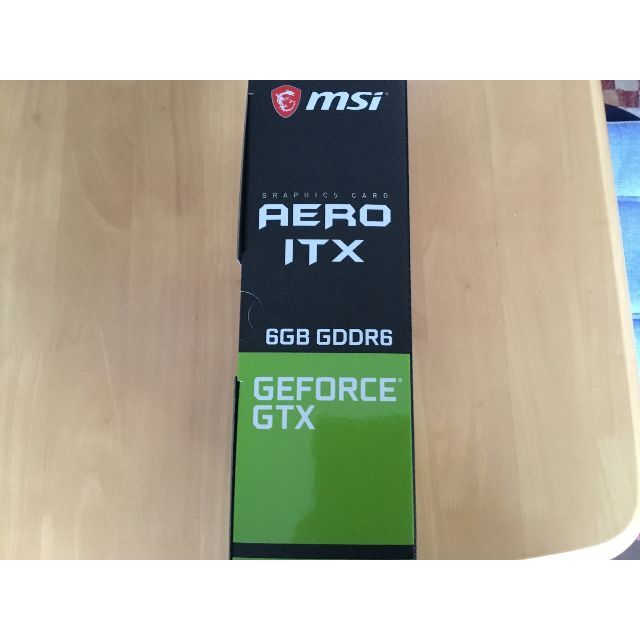 msi
GRAPHICS CARD
AERO
ITX
6GB GDDR6
GEFORCE®
GTX